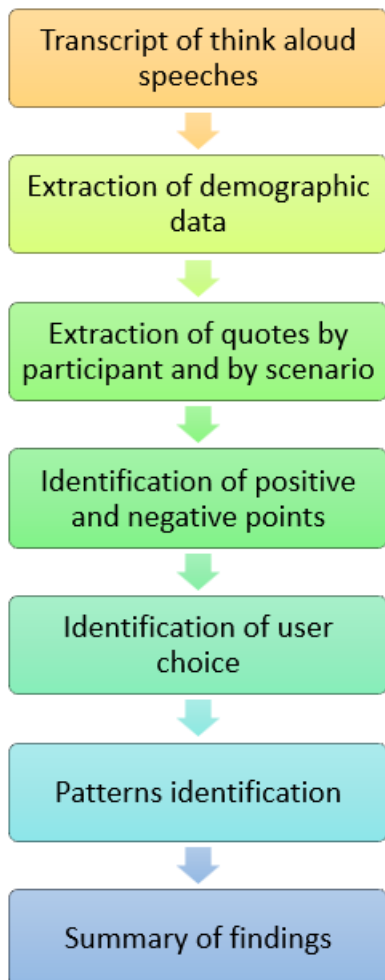 Transcript of think aloud
speeches
Extraction of demographic
data
Extraction of quotes by
participant and by scenario
Identification of positive
and negative points
Identification of user
choice
Patterns identification
Summary of findings